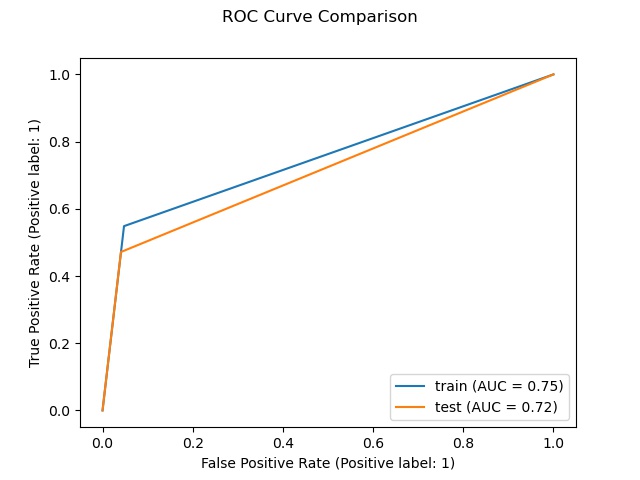 ROC Curve Comparison
1.0
0.8
0.6
0.4
0.2
0.0
True Positive Rate (Positive label: 1)
train (AUC = 0.75)
test (AUC = 0.72)
0.0 0.2 0.4 0.6 0.8 1.0
False Positive Rate (Positive label: 1)